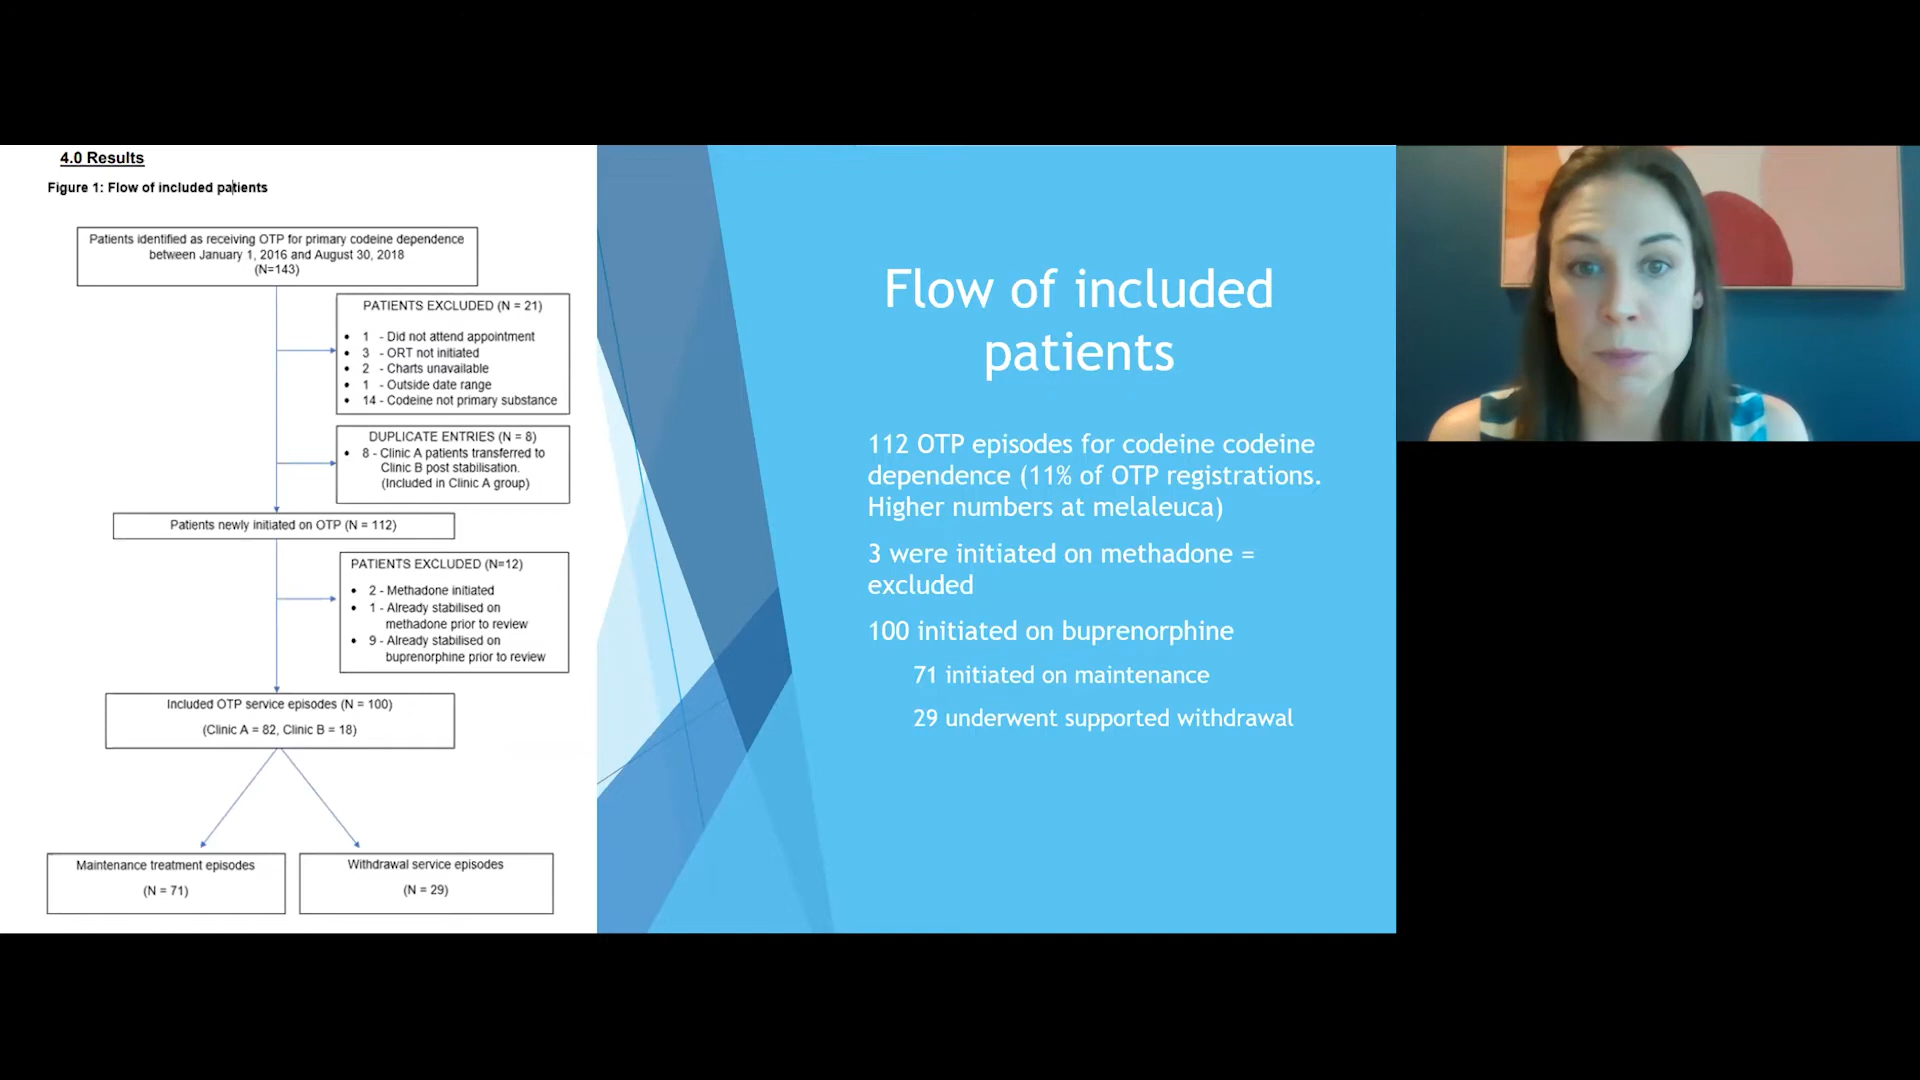 4.0 Results
Figure 1: Flow of included patients
Patients identified as receiving OTP for primary codeine dependence
between January 1, 2016 and August 30, 2018
(N=143)
PATIENTS EXCLUDED (N = 21)
• 1 - Did not attend appointment
• 3 - ORT not initiated
• 2 - Charts unavailable
• 1 - Outside date range
• 14 - Codeine not primary substance
DUPLICATE ENTRIES (N = 8)
• 8 - Clinic A patients transferred to
Clinic B post stabilisation.
(Included in Clinic A group)
Patients newly initiated on OTP (N = 112)
PATIENTS EXCLUDED (N=12)
• 2 - Methadone initiated
• 1 - Already stabilised on
methadone prior to review
• 9 - Already stabilised on
buprenorphine prior to review
Included OTP service episodes (N = 100)
(Clinic A = 82, Clinic B = 18)
Maintenance treatment episodes
(N = 71)
Withdrawal service episodes
(N = 29)
Flow of included
patients
112 OTP episodes for codeine codeine
dependence (11% of OTP registrations.
Higher numbers at melaleuca)
3 were initiated on methadone =
excluded
100 initiated on buprenorphine
71 initiated on maintenance
29 underwent supported withdrawal